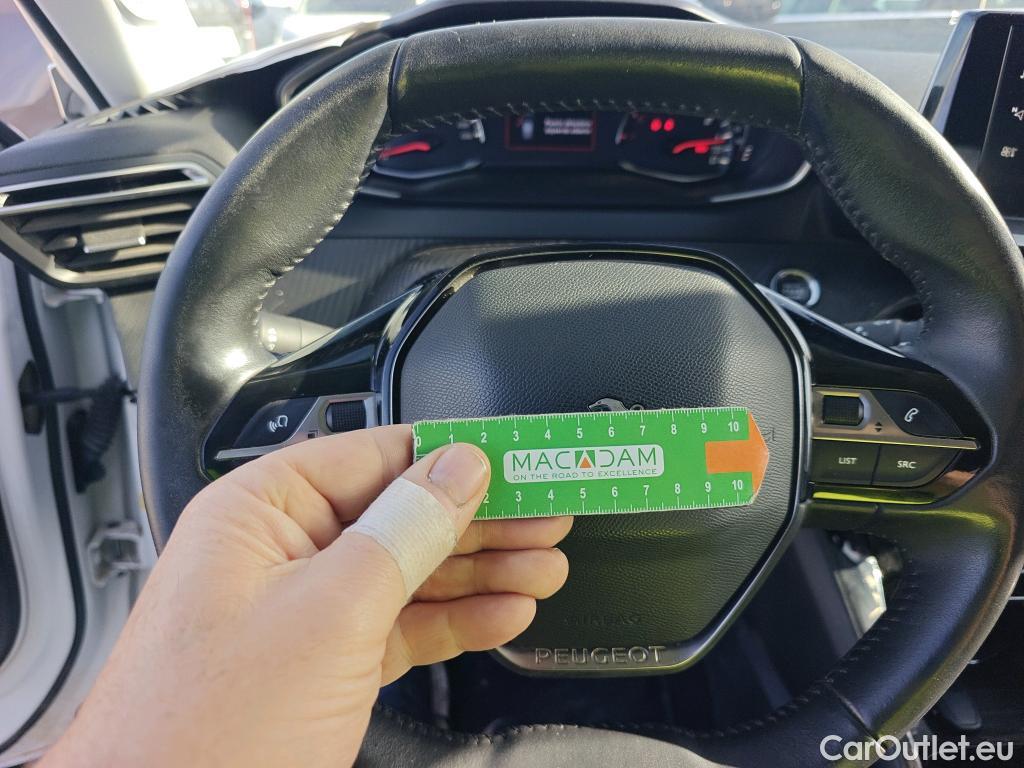 0 1 2 3 4 5 6 7 8 9 10
MACADAM
ON THE ROAD TO EXCELLENCE
2 3 4 5 6 7 8 9 10
LIST SRC
AIRBAG
PEUGEOT
CarOutlet.eu